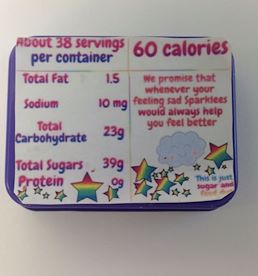 About 38 servings
per container
60 calories
Total Fat 1.5
Sodium 10 mg
Total
Carbohydrate 23g
Total Sugars 39g
Protein 0g
We promise that
whenever your
feeling sad Sparklees
would always help
you feel better
This is just
sugar and